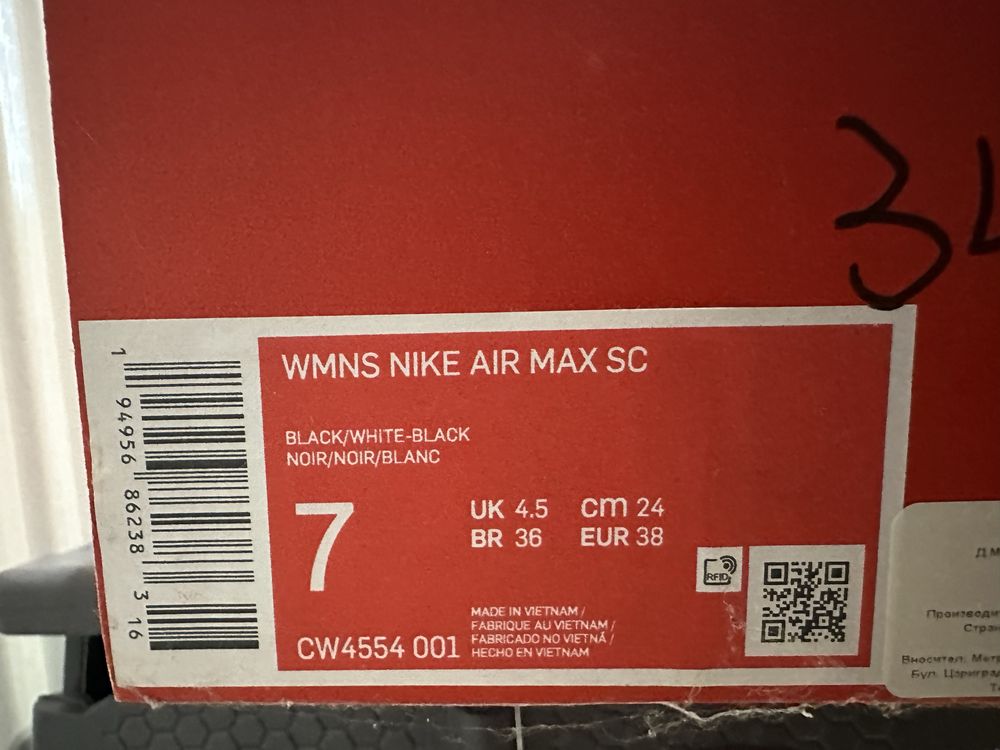 3
WMNS NIKE AIR MAX SC
BLACK/WHITE-BLACK
NOIR/NOIR/BLANC
7
UK 4.5 cm 24
BR 36 EUR 38
RFID
MADE IN VIETNAM /
FABRIQUE AU VIETNAM /
FABRICADO NO VIETNÃ /
HECHO EN VIETNAM
CW4554 001
1 94956 86238 3 16